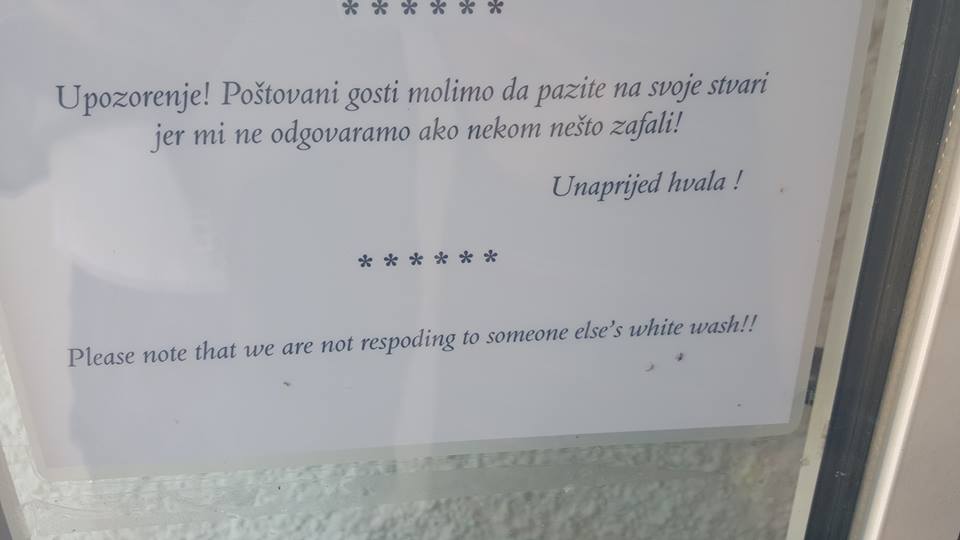 * * * * * *
Upozorenje! Poštovani gosti molimo da pazite na svoje stvari
jer mi ne odgovaramo ako nekom nešto zafali!
Unaprijed hvala !
* * * * * *
Please note that we are not respoding to someone else's white wash!!